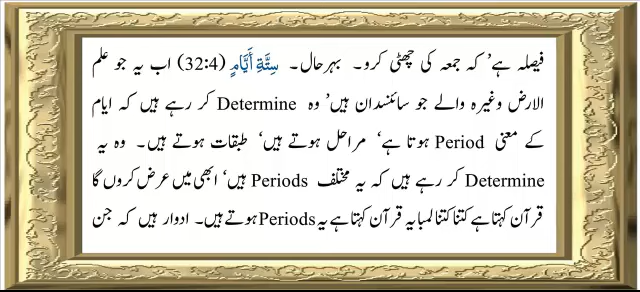 فیصلہ ہے’ کہ جمعہ کی چھٹی کرو۔ بہرحال۔ سِتَّةِ أَيَّامٍ (32:4) اب یہ جو علم
الارض وغیرہ والے جو سائنسدان ہیں’ وہ Determine کر رہے ہیں کہ ایام
کے معنی Period ہوتا ہے‘ مراحل ہوتے ہیں‘ طبقات ہوتے ہیں۔ وہ یہ
Determine کر رہے ہیں کہ یہ مختلف Periods ہیں‘ ابھی میں عرض کروں گا
قرآن کہتا ہے کتنا کتنا لمبا یہ قرآن کہتا ہے یہ Periods ہوتے ہیں۔ ادوار ہیں کہ جن